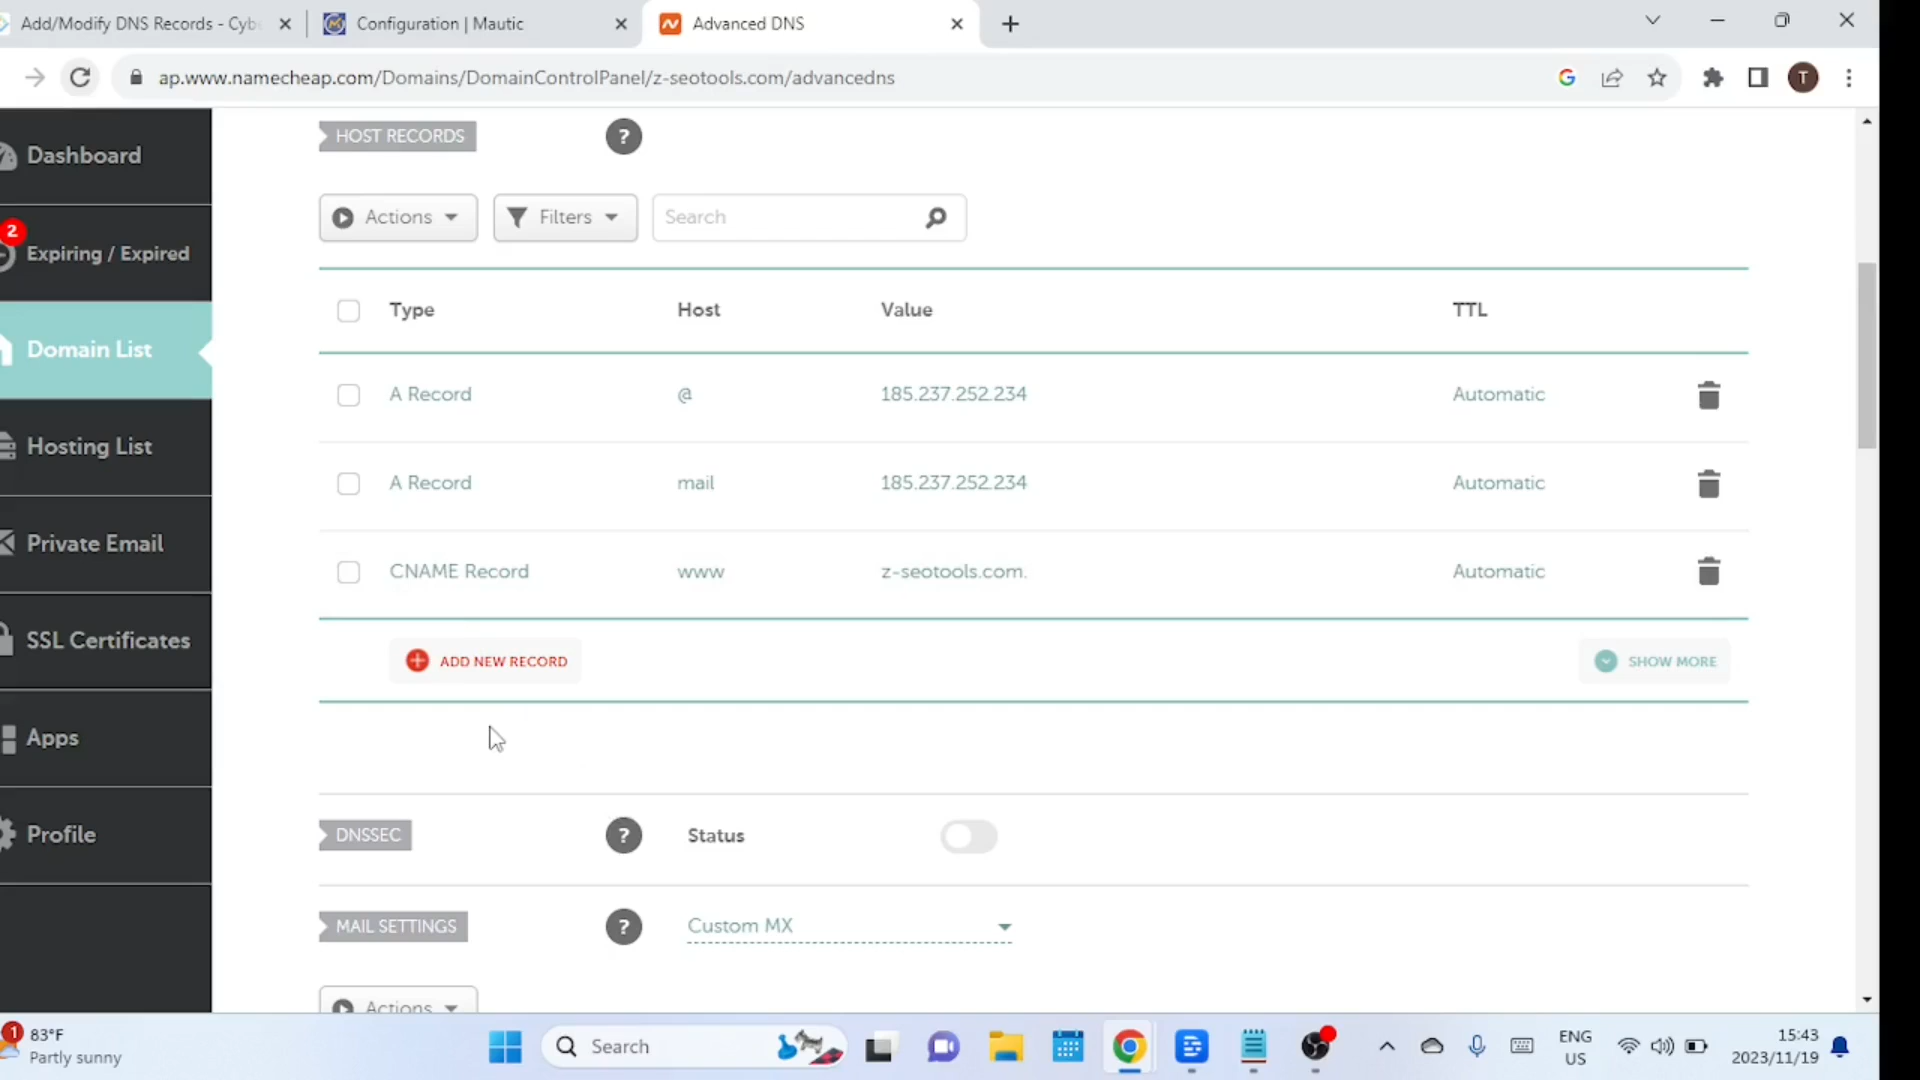 Add/Modify DNS Records - Cyb
Configuration | Mautic
Advanced DNS
ap.www.namecheap.com/Domains/DomainControlPanel/z-seotools.com/advancedns
T
Dashboard
2
Expiring / Expired
Domain List
Hosting List
Private Email
SSL Certificates
Apps
Profile
HOST RECORDS ?
Actions Filters Search
Type Host Value TTL
A Record @ 185.237.252.234 Automatic
A Record mail 185.237.252.234 Automatic
CNAME Record www z-seotools.com. Automatic
ADD NEW RECORD SHOW MORE
DNSSEC ? Status
MAIL SETTINGS ? Custom MX
Actions
1
83°F
Partly sunny
Search
ENG
US
15:43
2023/11/19